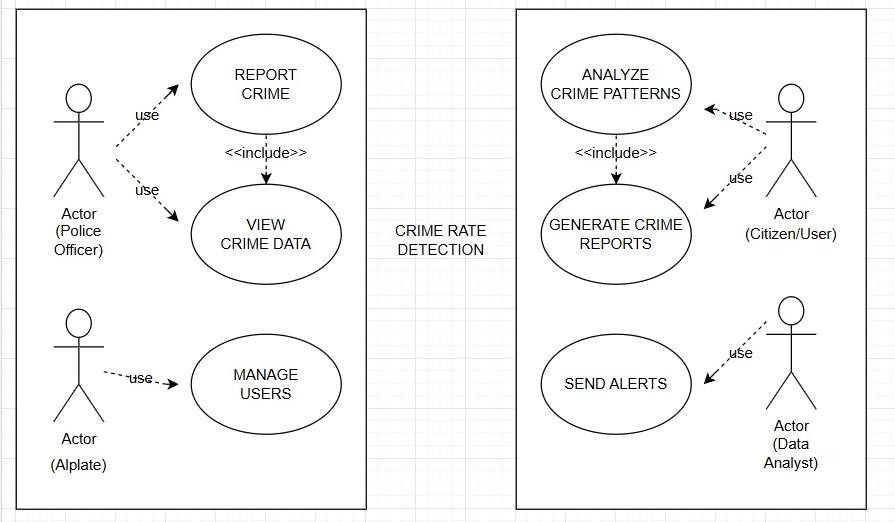 REPORT
CRIME
use
<<include>>
use
Actor
(Police
Officer)
VIEW
CRIME DATA
Actor
(Alplate)
use
MANAGE
USERS
CRIME RATE
DETECTION
ANALYZE
CRIME PATTERNS
use
<<include>>
use
Actor
(Citizen/User)
GENERATE CRIME
REPORTS
use
SEND ALERTS
Actor
(Data
Analyst)